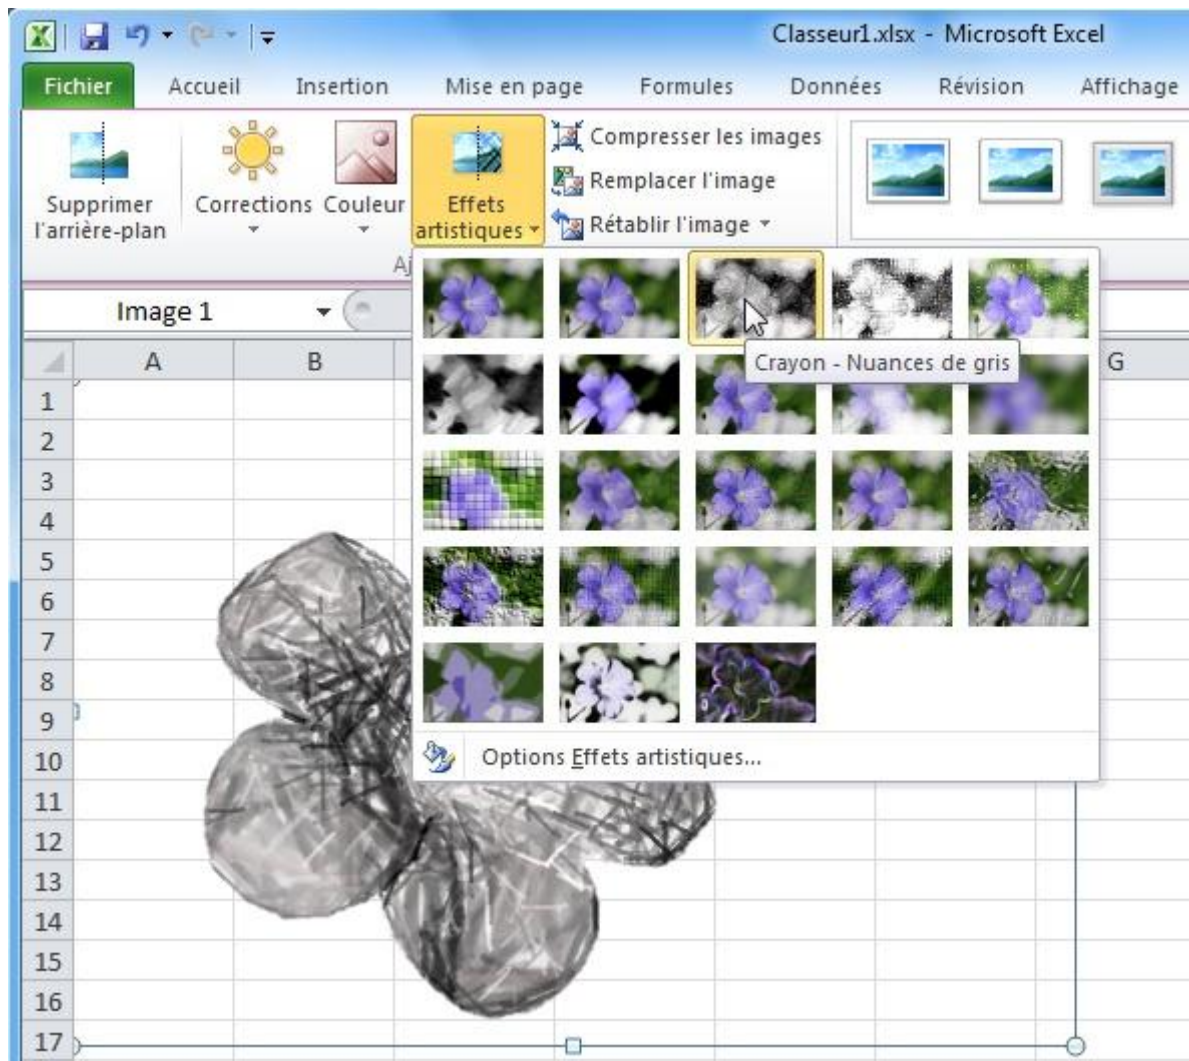 Classeur1.xlsx - Microsoft Excel
Fichier Accueil Insertion Mise en page Formules Données Révision Affichage
Supprimer l'arrière-plan
Corrections
Couleur
Effets artistiques
Compresser les images
Remplacer l'image
Rétablir l'image
Aj
Image 1
Crayon - Nuances de gris
A B G
1
2
3
4
5
6
7
8
9
10
11
12
13
14
15
16
17
Options Effets artistiques...